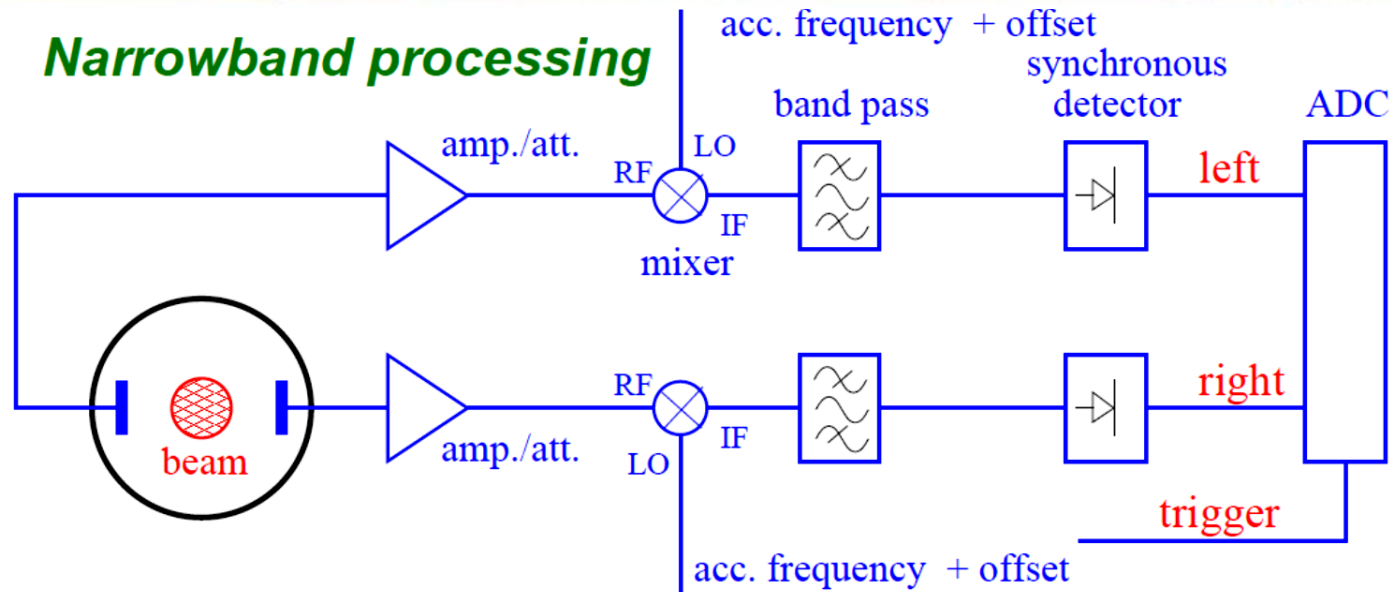 Narrowband processing
acc. frequency + offset
synchronous
detector
band pass
ADC
amp./att.
RF
LO
IF
mixer
left
beam
amp./att.
RF
LO
IF
right
trigger
acc. frequency + offset